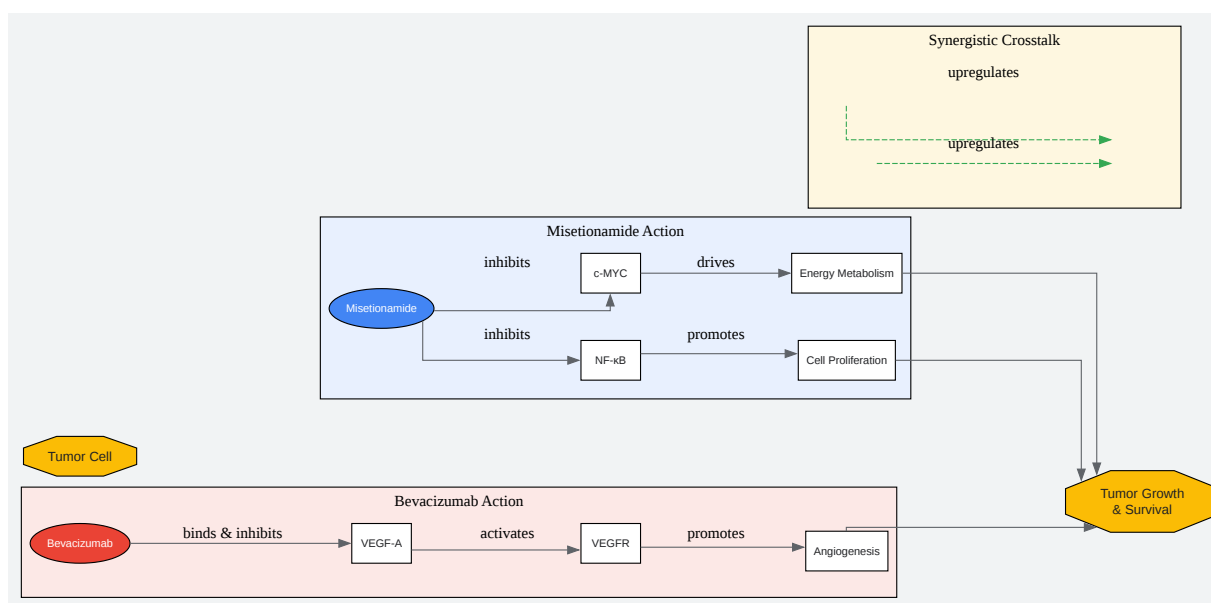 Synergistic Crosstalk
upregulates
upregulates
Misetionamide Action
inhibits
c-MYC
drives
Energy Metabolism
Misetionamide
inhibits
NF-κB
promotes
Cell Proliferation
Tumor Cell
Bevacizumab Action
Bevacizumab
binds & inhibits
VEGF-A
activates
VEGFR
promotes
Angiogenesis
Tumor Growth
& Survival